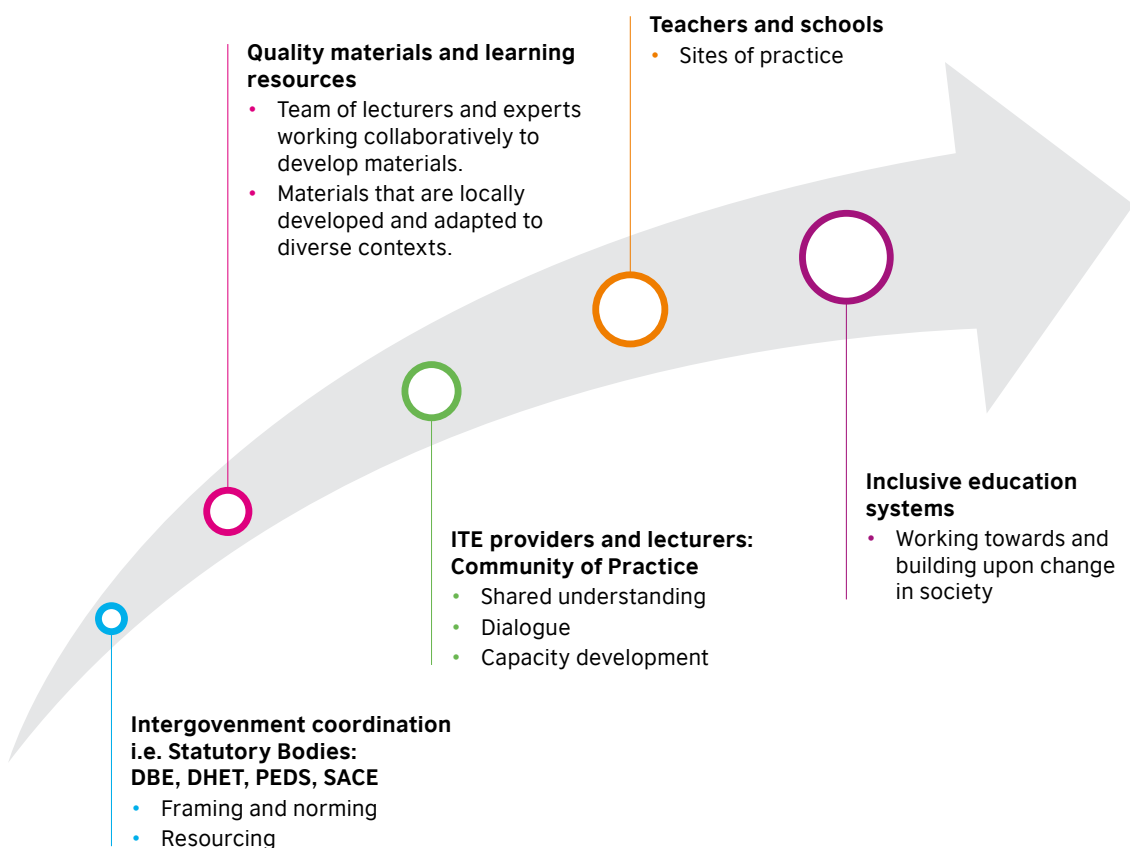 Teachers and schools
• Sites of practice
Quality materials and learning
resources
• Team of lecturers and experts
working collaboratively to
develop materials.
• Materials that are locally
developed and adapted to
diverse contexts.
Inclusive education
systems
• Working towards and
building upon change
in society
ITE providers and lecturers:
Community of Practice
• Shared understanding
• Dialogue
• Capacity development
Intergovenment coordination
i.e. Statutory Bodies:
DBE, DHET, PEDS, SACE
• Framing and norming
• Resourcing